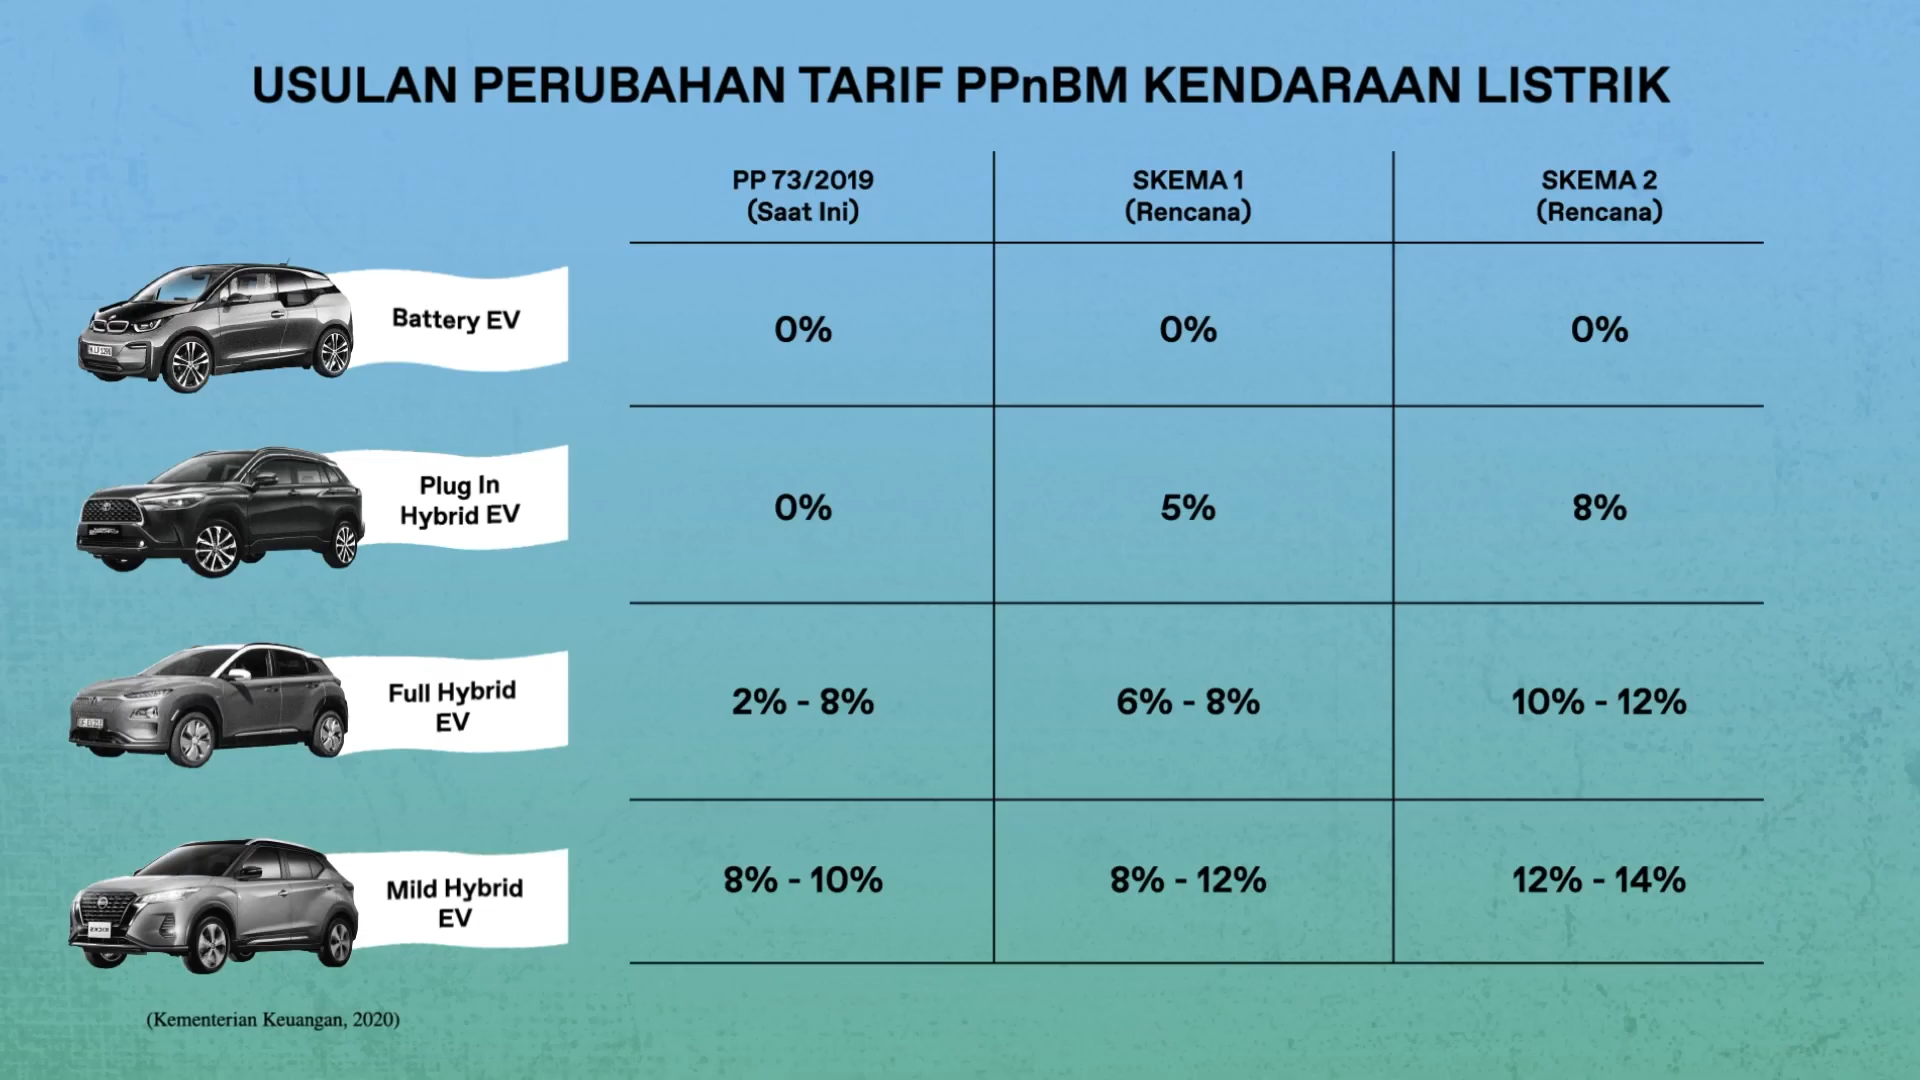 USULAN PERUBAHAN TARIF PPnBM KENDARAAN LISTRIK
PP 73/2019
(Saat Ini)
SKEMA 1
(Rencana)
SKEMA 2
(Rencana)
Battery EV
0%
0%
0%
Plug In
Hybrid EV
0%
5%
8%
Full Hybrid
EV
2% - 8%
6% - 8%
10% - 12%
Mild Hybrid
EV
8% - 10%
8% - 12%
12% - 14%
(Kementerian Keuangan, 2020)